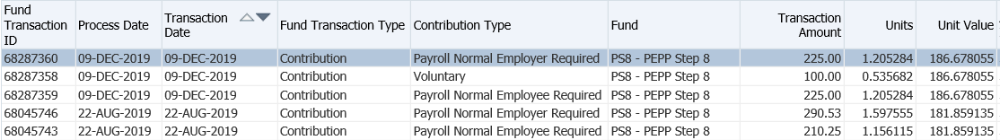 Fund Transaction ID Process Date Transaction Date Fund Transaction Type Contribution Type Fund Transaction Amount Units Unit Value
68287360 09-DEC-2019 09-DEC-2019 Contribution Payroll Normal Employer Required PS8 - PEPP Step 8 225.00 1.205284 186.678055
68287358 09-DEC-2019 09-DEC-2019 Contribution Voluntary PS8 - PEPP Step 8 100.00 0.535682 186.678055
68287359 09-DEC-2019 09-DEC-2019 Contribution Payroll Normal Employee Required PS8 - PEPP Step 8 225.00 1.205284 186.678055
68045746 22-AUG-2019 22-AUG-2019 Contribution Payroll Normal Employer Required PS8 - PEPP Step 8 290.53 1.597555 181.859135
68045743 22-AUG-2019 22-AUG-2019 Contribution Payroll Normal Employee Required PS8 - PEPP Step 8 210.25 1.156115 181.859135